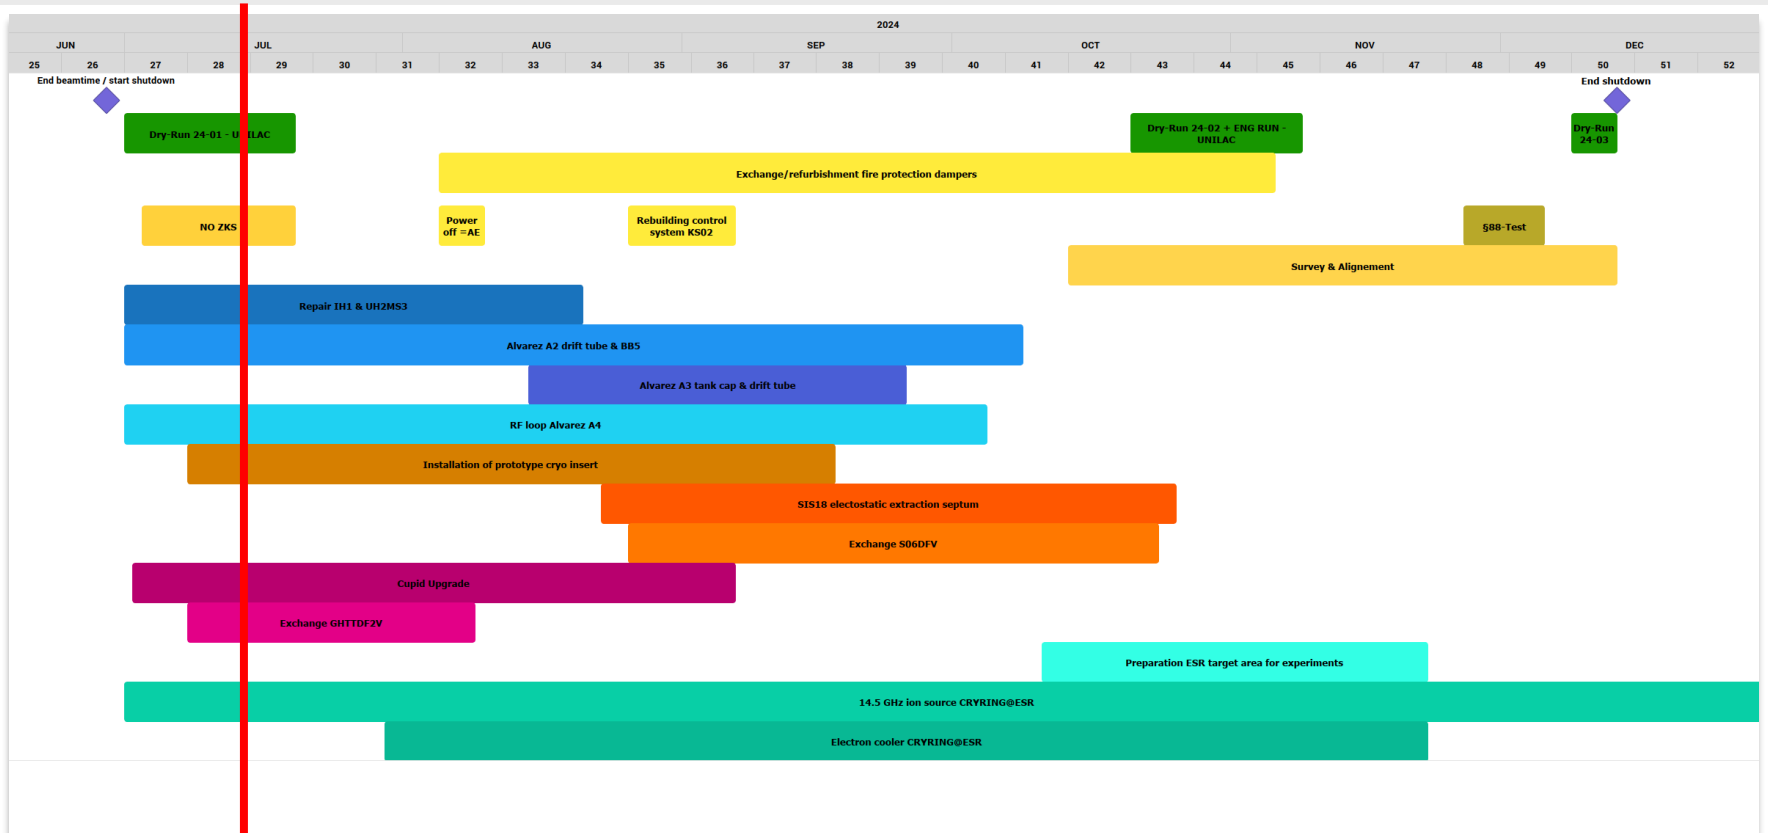 2024
JUN JUL AUG SEP OCT NOV DEC
25 26 27 28 29 30 31 32 33 34 35 36 37 38 39 40 41 42 43 44 45 46 47 48 49 50 51 52
End beamtime / start shutdown
End shutdown
Dry-Run 24-01 - UNILAC
Dry-Run 24-02 + ENG RUN -
UNILAC
Dry-Run
24-03
Exchange/refurbishment fire protection dampers
NO ZKS
Power
off =AE
Rebuilding control
system KS02
§88-Test
Survey & Alignement
Repair IH1 & UH2MS3
Alvarez A2 drift tube & BB5
Alvarez A3 tank cap & drift tube
RF loop Alvarez A4
Installation of prototype cryo insert
SIS18 electostatic extraction septum
Exchange S06DFV
Cupid Upgrade
Exchange GHTTDF2V
Preparation ESR target area for experiments
14.5 GHz ion source CRYRING@ESR
Electron cooler CRYRING@ESR